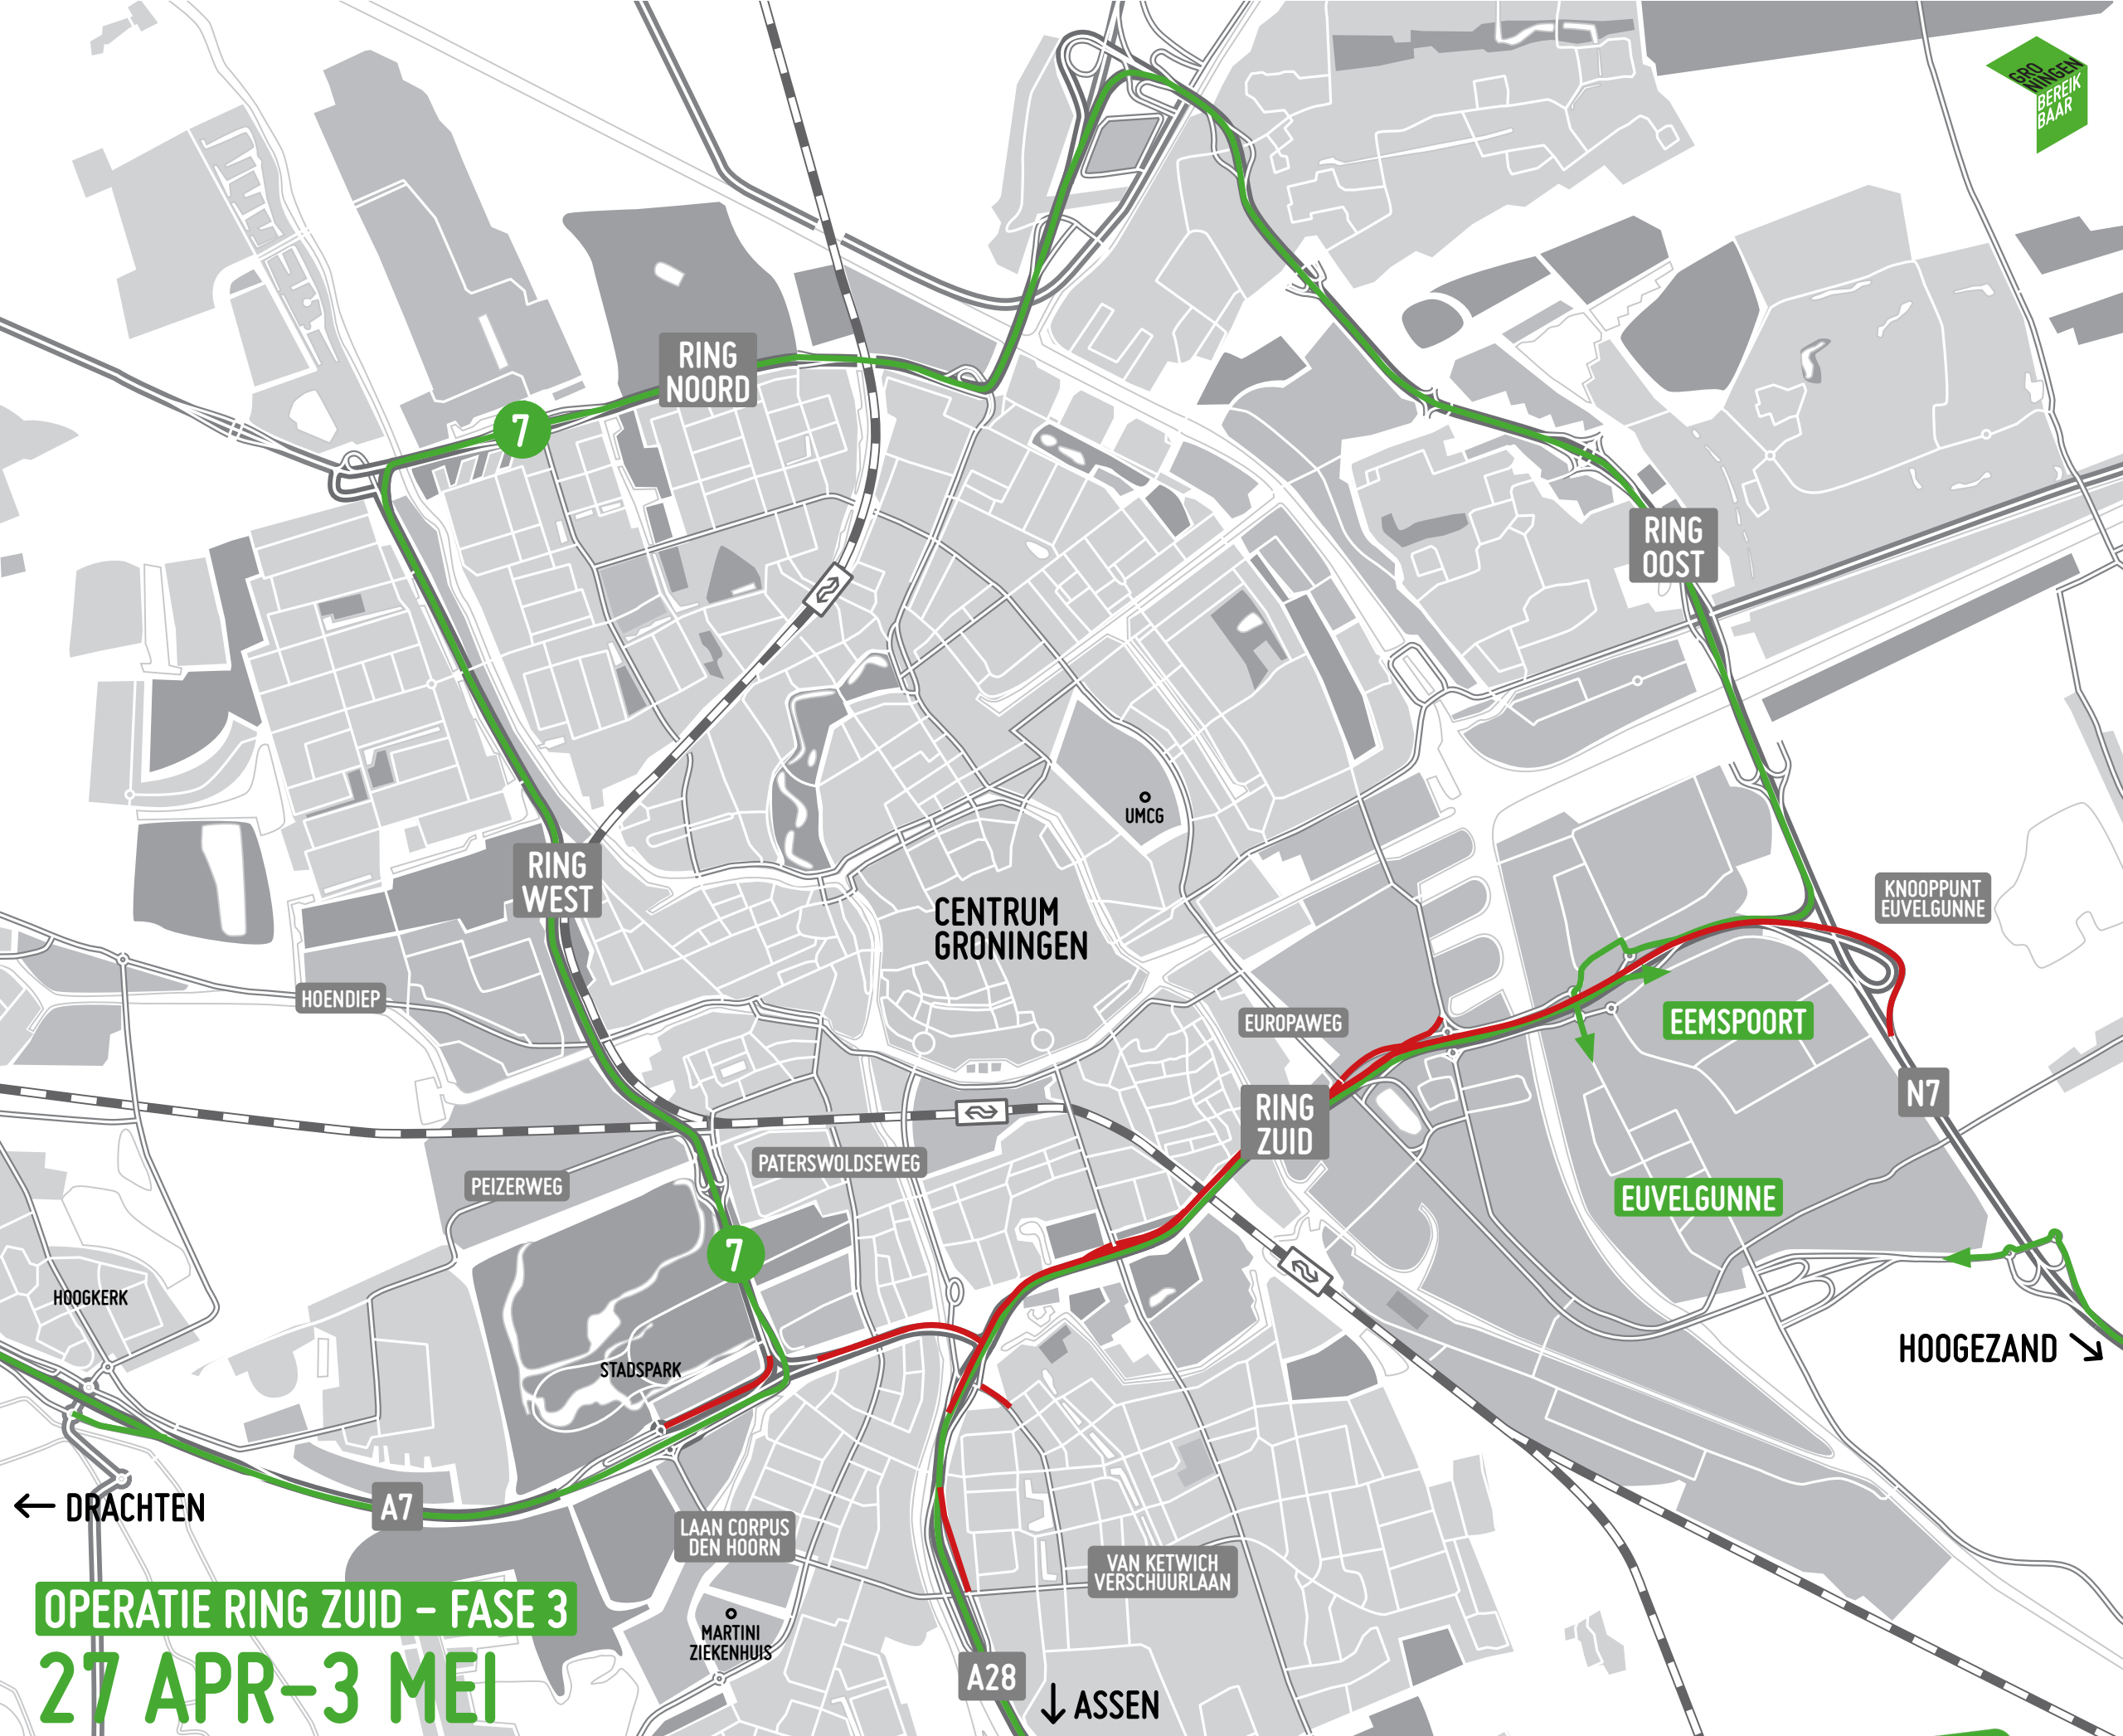 GRO
NINGEN
BEREIK
BAAR
RING
NOORD
7
RING
OOST
UMCG
RING
WEST
KNOOPPUNT
EUVELGUNNE
CENTRUM
GRONINGEN
HOENDIEP
EUROPAWEG
EEMSPOORT
N7
RING
ZUID
PATERSWOLDSEWEG
PEIZERWEG
EUVELGUNNE
7
HOOGKERK
HOOGEZAND
STADSPARK
A7
DRACHTEN
LAAN CORPUS
DEN HOORN
VAN KETWICH
VERSCHUURLAAN
OPERATIE RING ZUID – FASE 3
MARTINI
ZIEKENHUIS
27 APR–3 MEI
A28
ASSEN